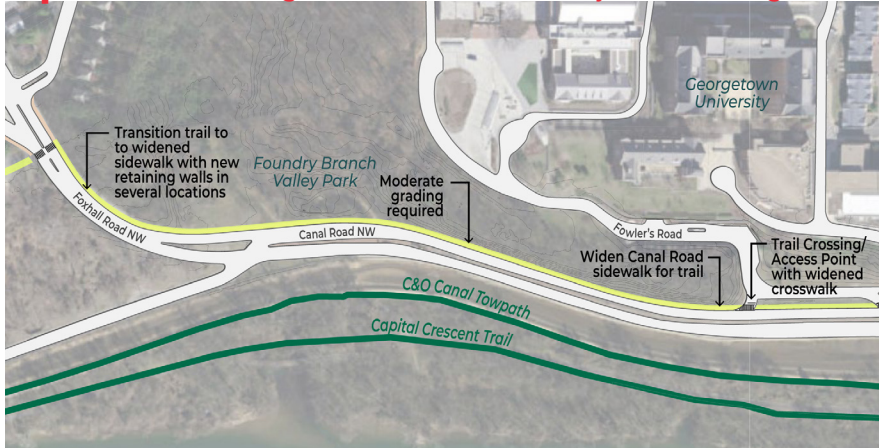 Georgetown
University
Transition trail to
to widened
sidewalk with new
retaining walls in
several locations
Foundry Branch
Valley Park
Moderate
grading
required
Foxhall Road NW
Canal Road NW
Fowler's Road
Widen Canal Road
sidewalk for trail
Trail Crossing/
Access Point
with widened
crosswalk
C&O Canal Towpath
Capital Crescent Trail